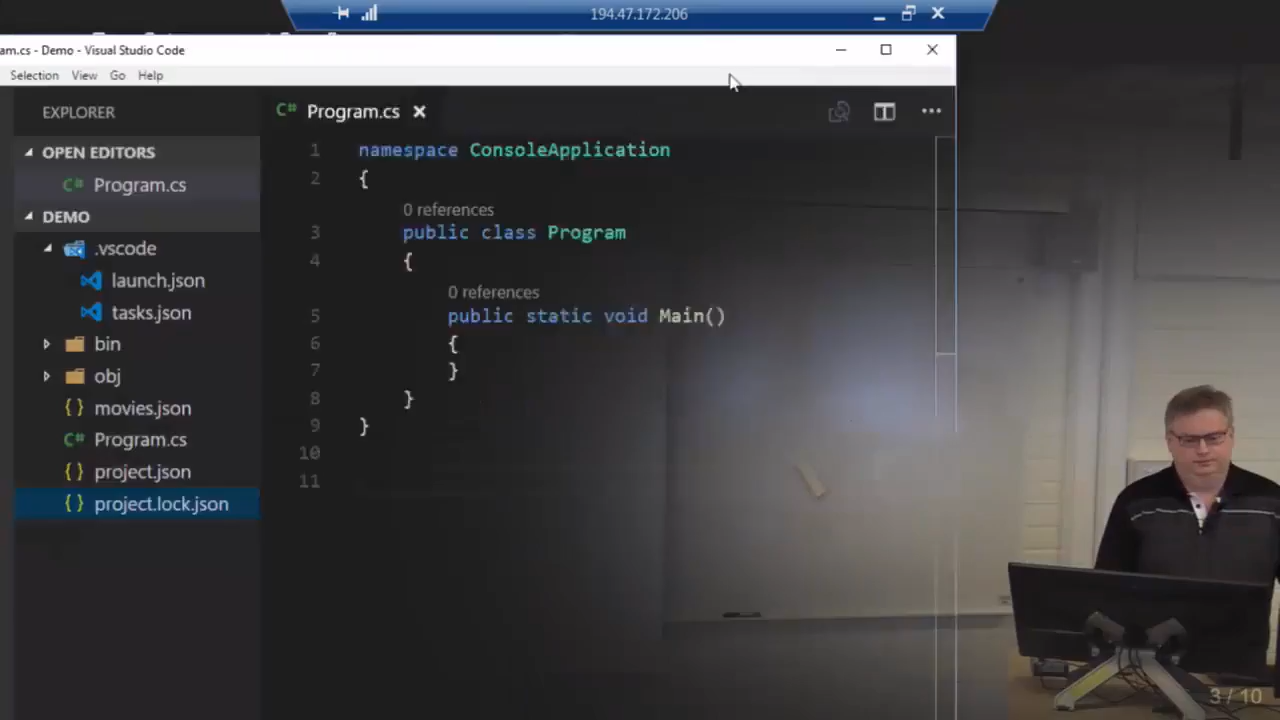 194.47.172.206
am.cs - Demo - Visual Studio Code
Selection View Go Help
EXPLORER
OPEN EDITORS
C# Program.cs
DEMO
.vscode
launch.json
tasks.json
bin
obj
{ } movies.json
C# Program.cs
{ } project.json
{ } project.lock.json
C# Program.cs
1 namespace ConsoleApplication
2 {
0 references
3 public class Program
4 {
0 references
5 public static void Main()
6 {
7 }
8 }
9 }
10
11
3 / 10